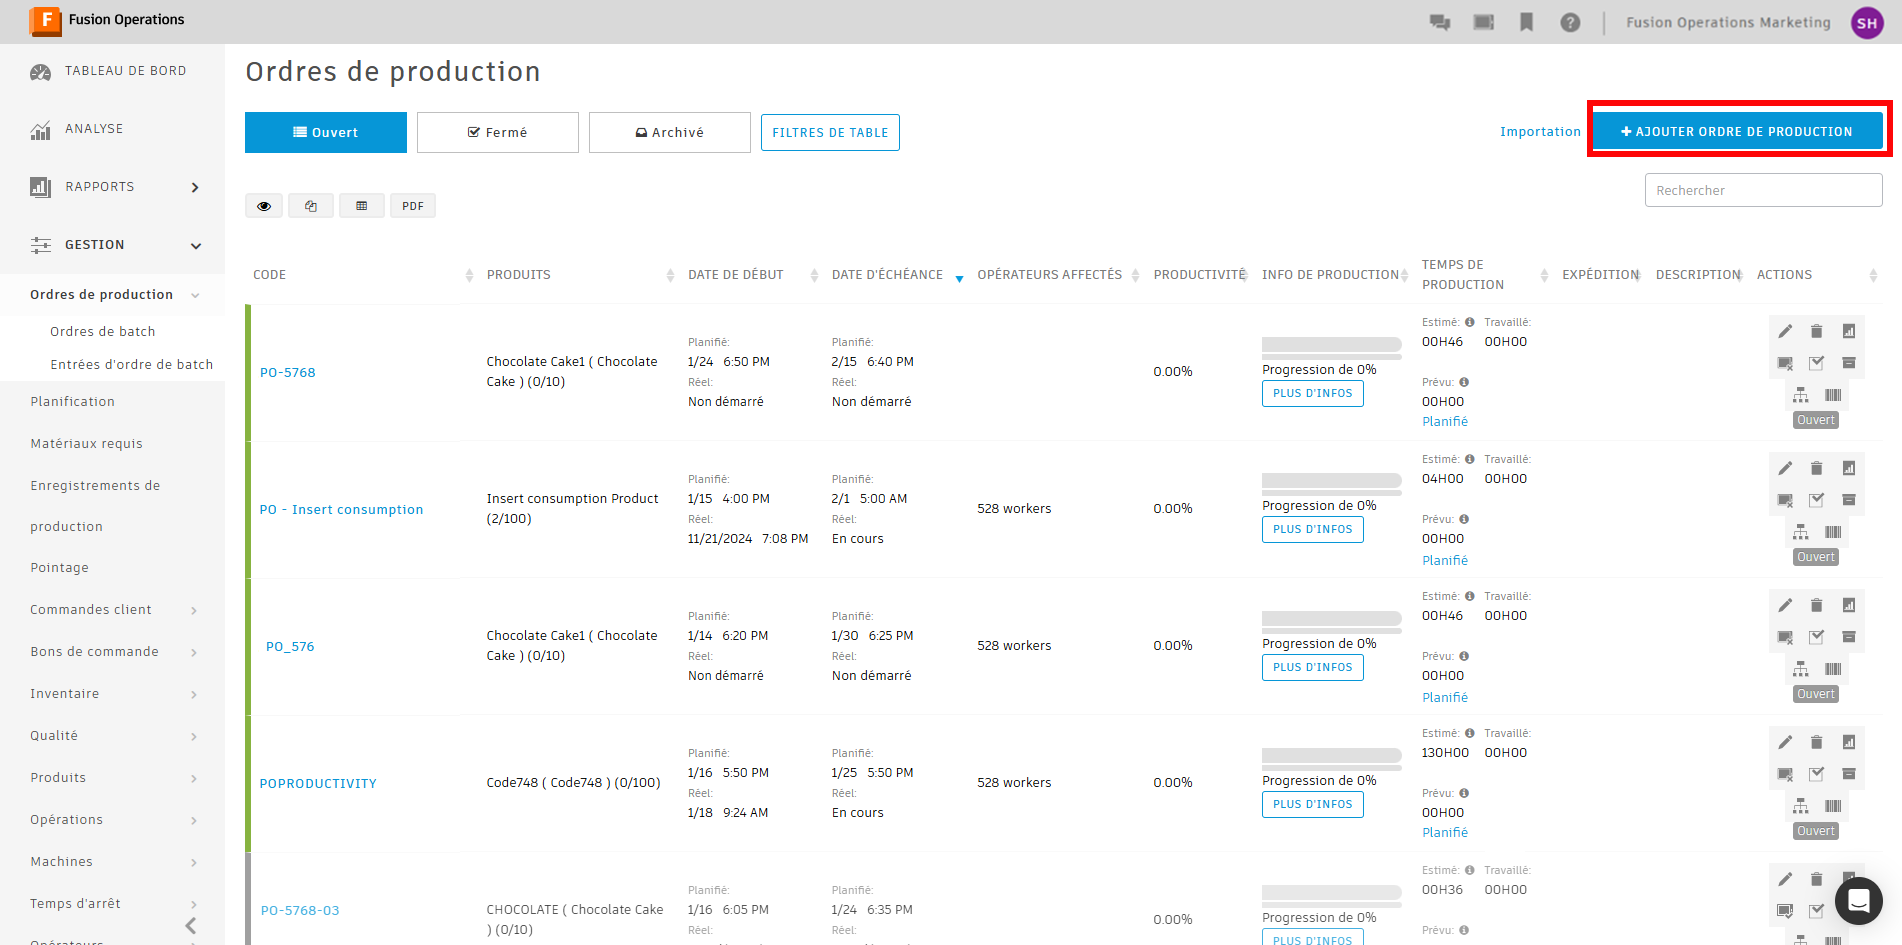 F Fusion Operations
Fusion Operations Marketing
SH
TABLEAU DE BORD
ANALYSE
RAPPORTS
GESTION
Ordres de production
Ordres de batch
Entrées d'ordre de batch
Planification
Matériaux requis
Enregistrements de
production
Pointage
Commandes client
Bons de commande
Inventaire
Qualité
Produits
Opérations
Machines
Temps d'arrêt
Opérateurs
Ordres de production
Ouvert
Fermé
Archivé
FILTRES DE TABLE
Importation
+ AJOUTER ORDRE DE PRODUCTION
PDF
Rechercher
CODE
PRODUITS
DATE DE DÉBUT
DATE D'ÉCHÉANCE
OPÉRATEURS AFFECTÉS
PRODUCTIVITÉ
INFO DE PRODUCTION
TEMPS DE
PRODUCTION
EXPÉDITION
DESCRIPTION
ACTIONS
PO-5768
Chocolate Cake1 ( Chocolate
Cake ) (0/10)
Planifié:
1/24 6:50 PM
Réel:
Non démarré
Planifié:
2/15 6:40 PM
Réel:
Non démarré
0.00%
Progression de 0%
PLUS D'INFOS
Estimé: Travaillé:
00H46 00H00
Prévu:
00H00
Planifié
Ouvert
PO - Insert consumption
Insert consumption Product
(2/100)
Planifié:
1/15 4:00 PM
Réel:
11/21/2024 7:08 PM
Planifié:
2/1 5:00 AM
Réel:
En cours
528 workers
0.00%
Progression de 0%
PLUS D'INFOS
Estimé: Travaillé:
04H00 00H00
Prévu:
00H00
Planifié
Ouvert
PO_576
Chocolate Cake1 ( Chocolate
Cake ) (0/10)
Planifié:
1/14 6:20 PM
Réel:
Non démarré
Planifié:
1/30 6:25 PM
Réel:
Non démarré
528 workers
0.00%
Progression de 0%
PLUS D'INFOS
Estimé: Travaillé:
00H46 00H00
Prévu:
00H00
Planifié
Ouvert
POPRODUCTIVITY
Code748 ( Code748 ) (0/100)
Planifié:
1/16 5:50 PM
Réel:
1/18 9:24 AM
Planifié:
1/25 5:50 PM
Réel:
En cours
528 workers
0.00%
Progression de 0%
PLUS D'INFOS
Estimé: Travaillé:
130H00 00H00
Prévu:
00H00
Planifié
Ouvert
PO-5768-03
CHOCOLATE ( Chocolate Cake
) (0/10)
Planifié:
1/16 6:05 PM
Réel:
Planifié:
1/24 6:35 PM
Réel:
0.00%
Progression de 0%
PLUS D'INFOS
Estimé: Travaillé:
00H36 00H00
Prévu: